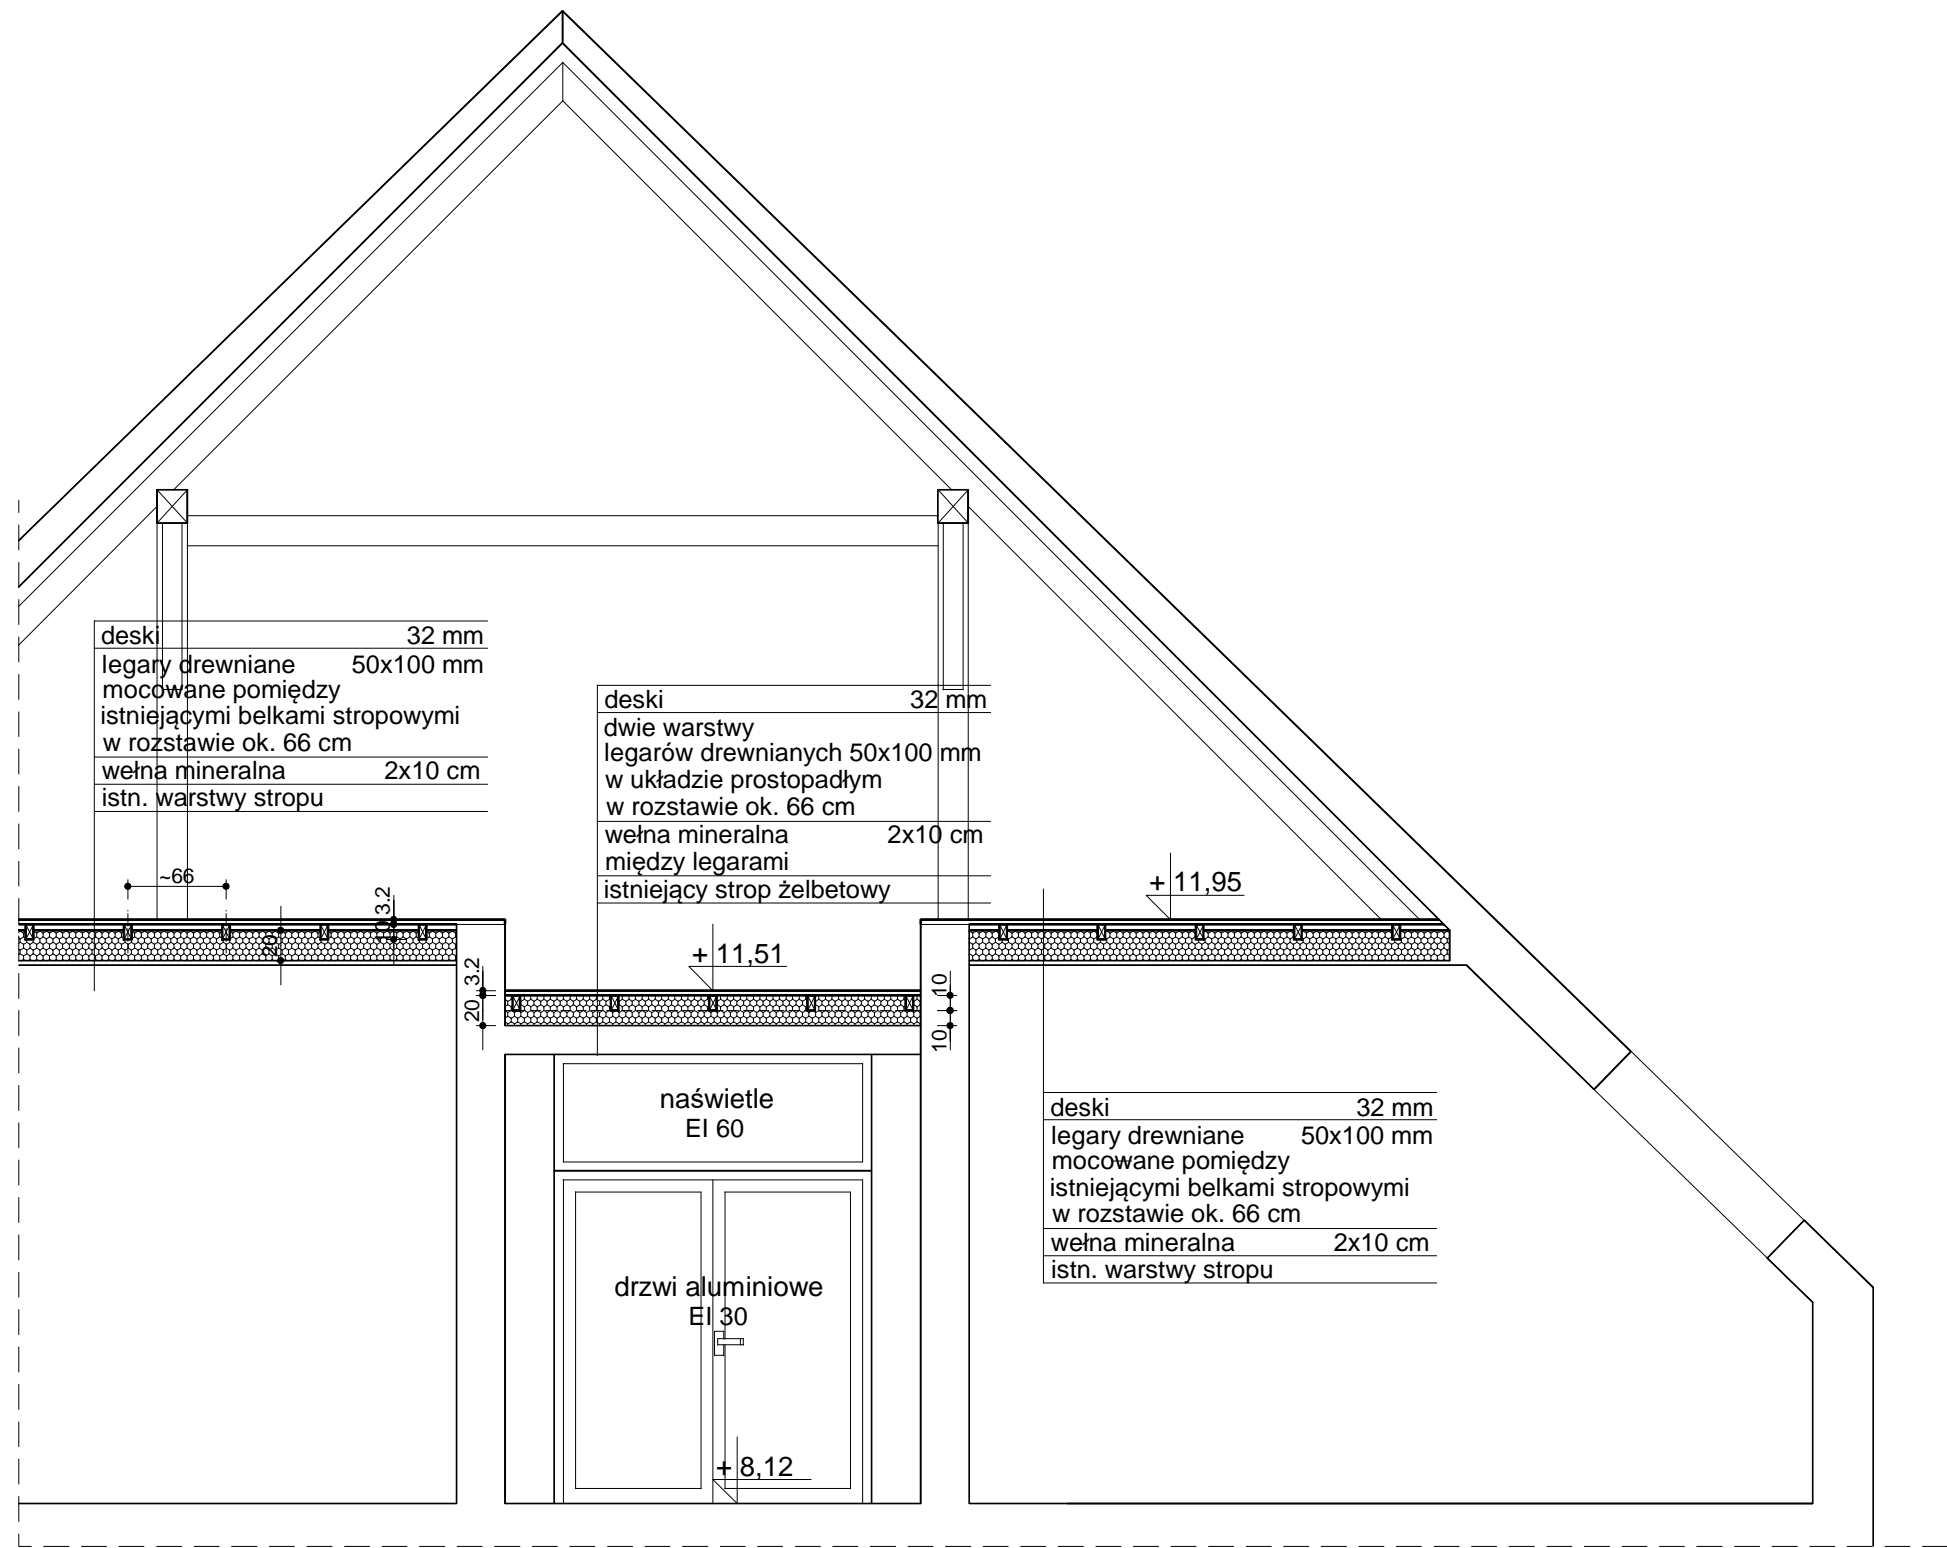 deski 32 mm
legary drewniane 50x100 mm
mocowane pomiędzy
istniejącymi belkami stropowymi
w rozstawie ok. 66 cm
wełna mineralna 2x10 cm
istn. warstwy stropu
deski 32 mm
dwie warstwy
legarów drewnianych 50x100 mm
w układzie prostopadłym
w rozstawie ok. 66 cm
wełna mineralna 2x10 cm
między legarami
istniejący strop żelbetowy
~66
3.2
10
20
+ 11,95
+ 11,51
3.2
20
10
10
naświetle
EI 60
deski 32 mm
legary drewniane 50x100 mm
mocowane pomiędzy
istniejącymi belkami stropowymi
w rozstawie ok. 66 cm
wełna mineralna 2x10 cm
istn. warstwy stropu
drzwi aluminiowe
EI 30
+ 8,12